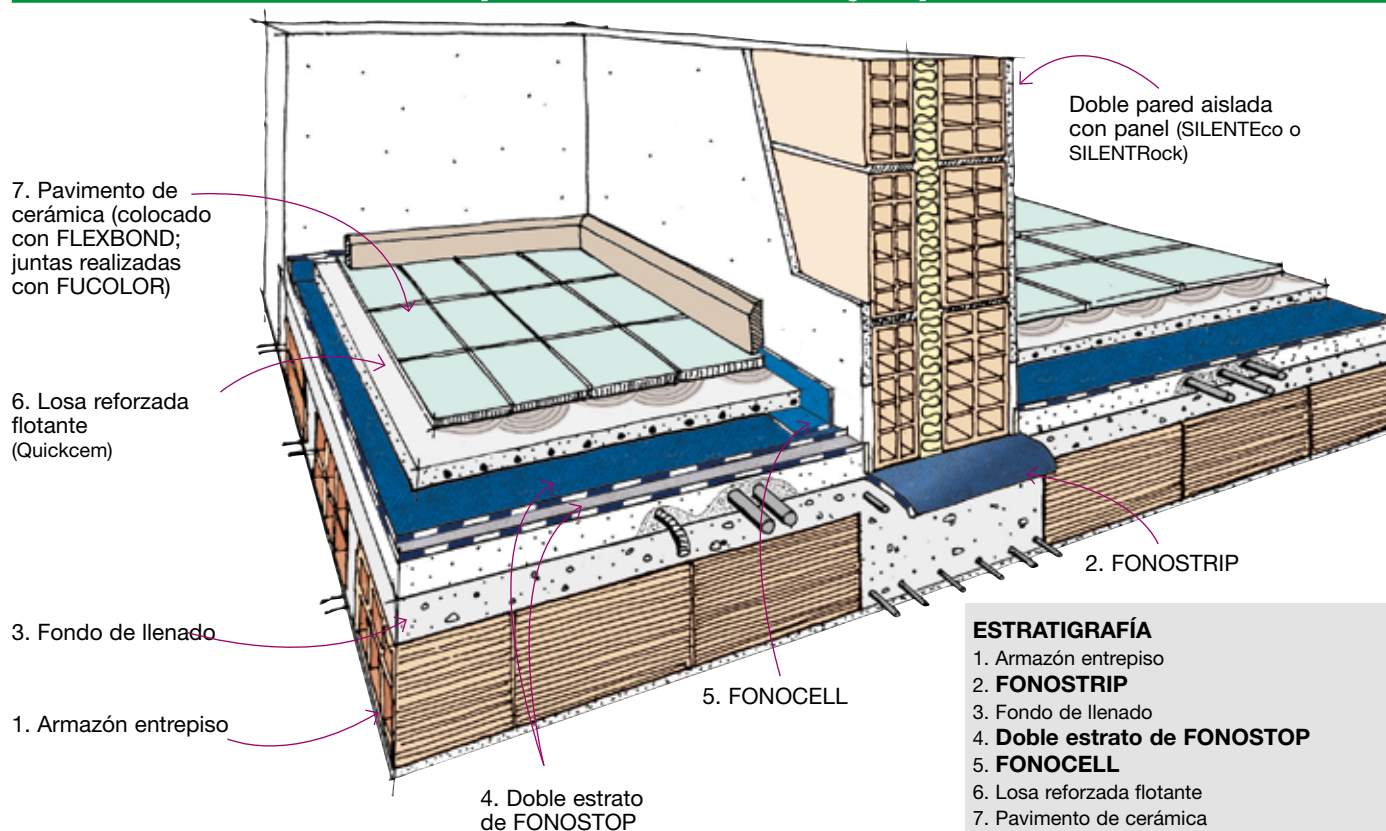 Doble pared aislada
con panel (SILENTEco o
SILENTRock)
7. Pavimento de
cerámica (colocado
con FLEXBOND;
juntas realizadas
con FUCOLOR)
6. Losa reforzada
flotante
(Quickcem)
3. Fondo de llenado
1. Armazón entrepiso
4. Doble estrato
de FONOSTOP
5. FONOCELL
2. FONOSTRIP
ESTRATIGRAFÍA
1. Armazón entrepiso
2. FONOSTRIP
3. Fondo de llenado
4. Doble estrato de FONOSTOP
5. FONOCELL
6. Losa reforzada flotante
7. Pavimento de cerámica